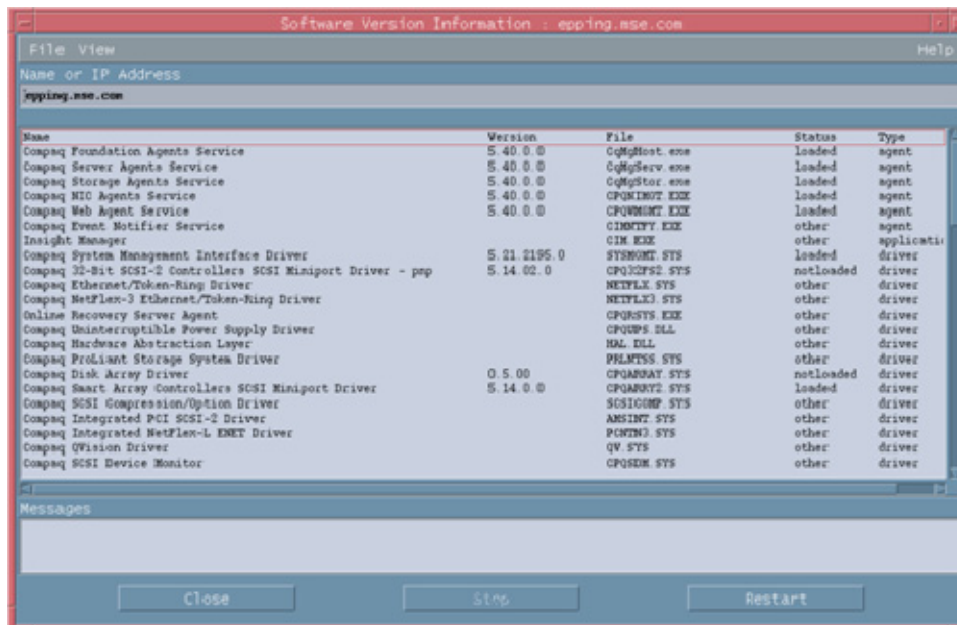 Software Version Information : epping.mse.com
File View Help
Name or IP Address
epping.mse.com
Name Version File Status Type
Compaq Foundation Agents Service 5.40.0.0 CqMgHost.exe loaded agent
Compaq Server Agents Service 5.40.0.0 CqMgServ.exe loaded agent
Compaq Storage Agents Service 5.40.0.0 CqMgStor.exe loaded agent
Compaq NIC Agents Service 5.40.0.0 CPQNIMGT.EXE loaded agent
Compaq Web Agent Service 5.40.0.0 CPQWMGMT.EXE loaded agent
Compaq Event Notifier Service CIMNTFY.EXE other agent
Insight Manager CIM.EXE other applicatio
Compaq System Management Interface Driver 5.21.2195.0 SYSMGMT.SYS loaded driver
Compaq 32-Bit SCSI-2 Controllers SCSI Miniport Driver - pnp 5.14.02.0 CPQ32FS2.SYS notloaded driver
Compaq Ethernet/Token-Ring Driver NETFLX.SYS other driver
Compaq NetFlex-3 Ethernet/Token-Ring Driver NETFLX3.SYS other driver
Online Recovery Server Agent CPQRSYS.EXE other driver
Compaq Uninterruptible Power Supply Driver CPQUPS.DLL other driver
Compaq Hardware Abstraction Layer HAL.DLL other driver
Compaq ProLiant Storage System Driver PRLNTSS.SYS other driver
Compaq Disk Array Driver 0.5.00 CPQARRAY.SYS notloaded driver
Compaq Smart Array Controllers SCSI Miniport Driver 5.14.0.0 CPQARRY2.SYS loaded driver
Compaq SCSI Compression/Option Driver SCSICOMP.SYS other driver
Compaq Integrated PCI SCSI-2 Driver AMSINT.SYS other driver
Compaq Integrated NetFlex-L ENET Driver PCNTN3.SYS other driver
Compaq QVision Driver QV.SYS other driver
Compaq SCSI Device Monitor CPQSDM.SYS other driver
Messages
Close Stop Restart